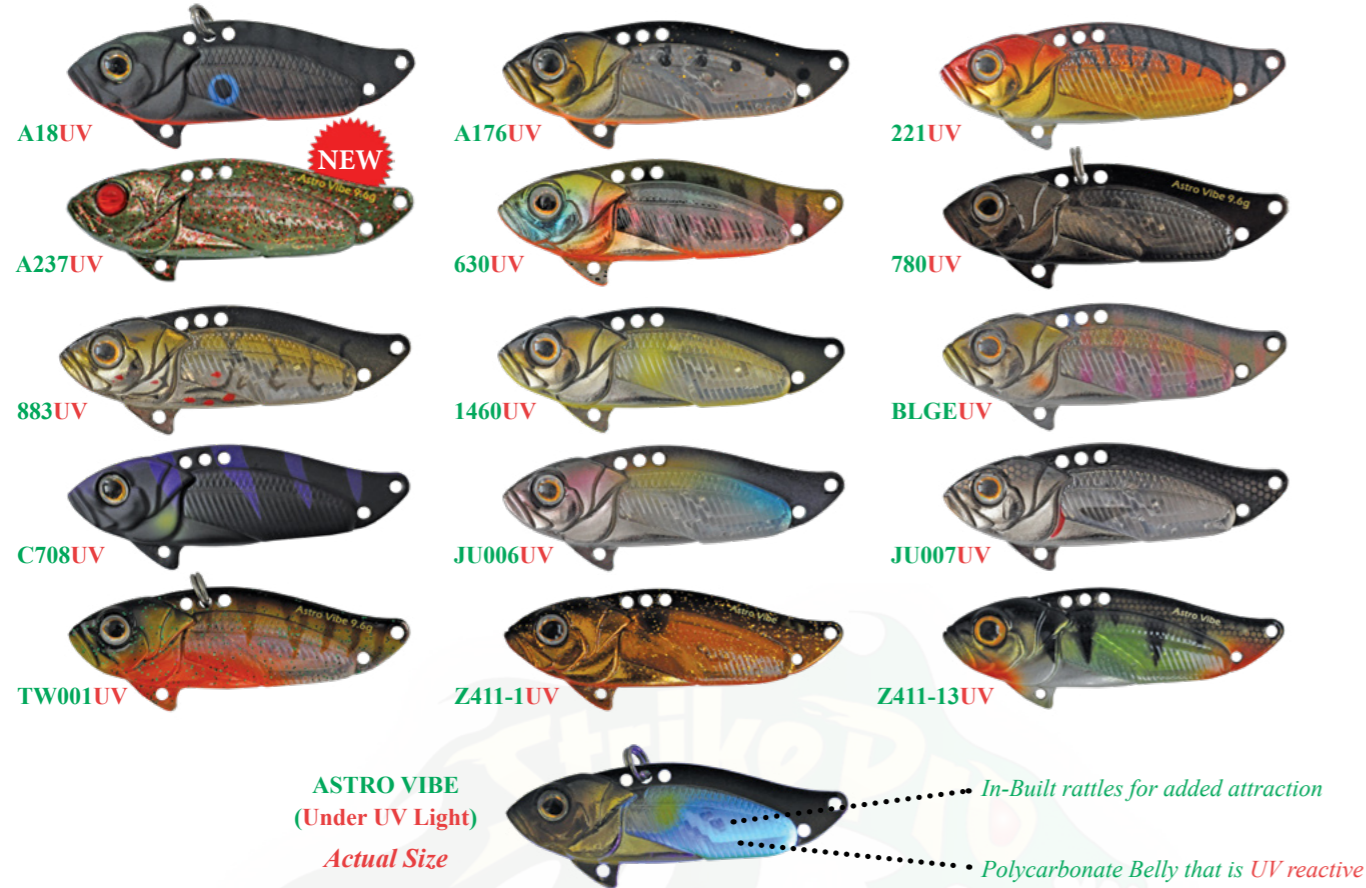 A18UV
A176UV
221UV
NEW
Astro Vibe 9.6g
A237UV
630UV
Astro Vibe 9.6g
780UV
883UV
1460UV
BLGEUV
C708UV
JU006UV
JU007UV
Astro Vibe 9.6g
TW001UV
Astro Vibe
Z411-1UV
Astro Vibe
Z411-13UV
Strike Pro
ASTRO VIBE
(Under UV Light)
Actual Size
In-Built rattles for added attraction
Polycarbonate Belly that is UV reactive